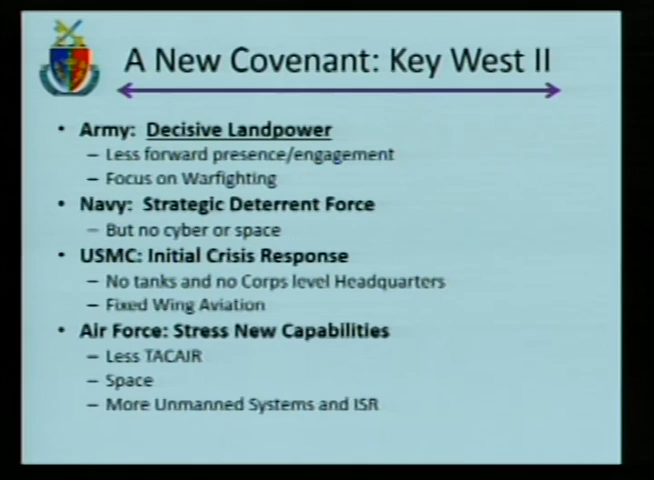 A New Covenant: Key West II
• Army: Decisive Landpower
– Less forward presence/engagement
– Focus on Warfighting
• Navy: Strategic Deterrent Force
– But no cyber or space
• USMC: Initial Crisis Response
– No tanks and no Corps level Headquarters
– Fixed Wing Aviation
• Air Force: Stress New Capabilities
– Less TACAIR
– Space
– More Unmanned Systems and ISR